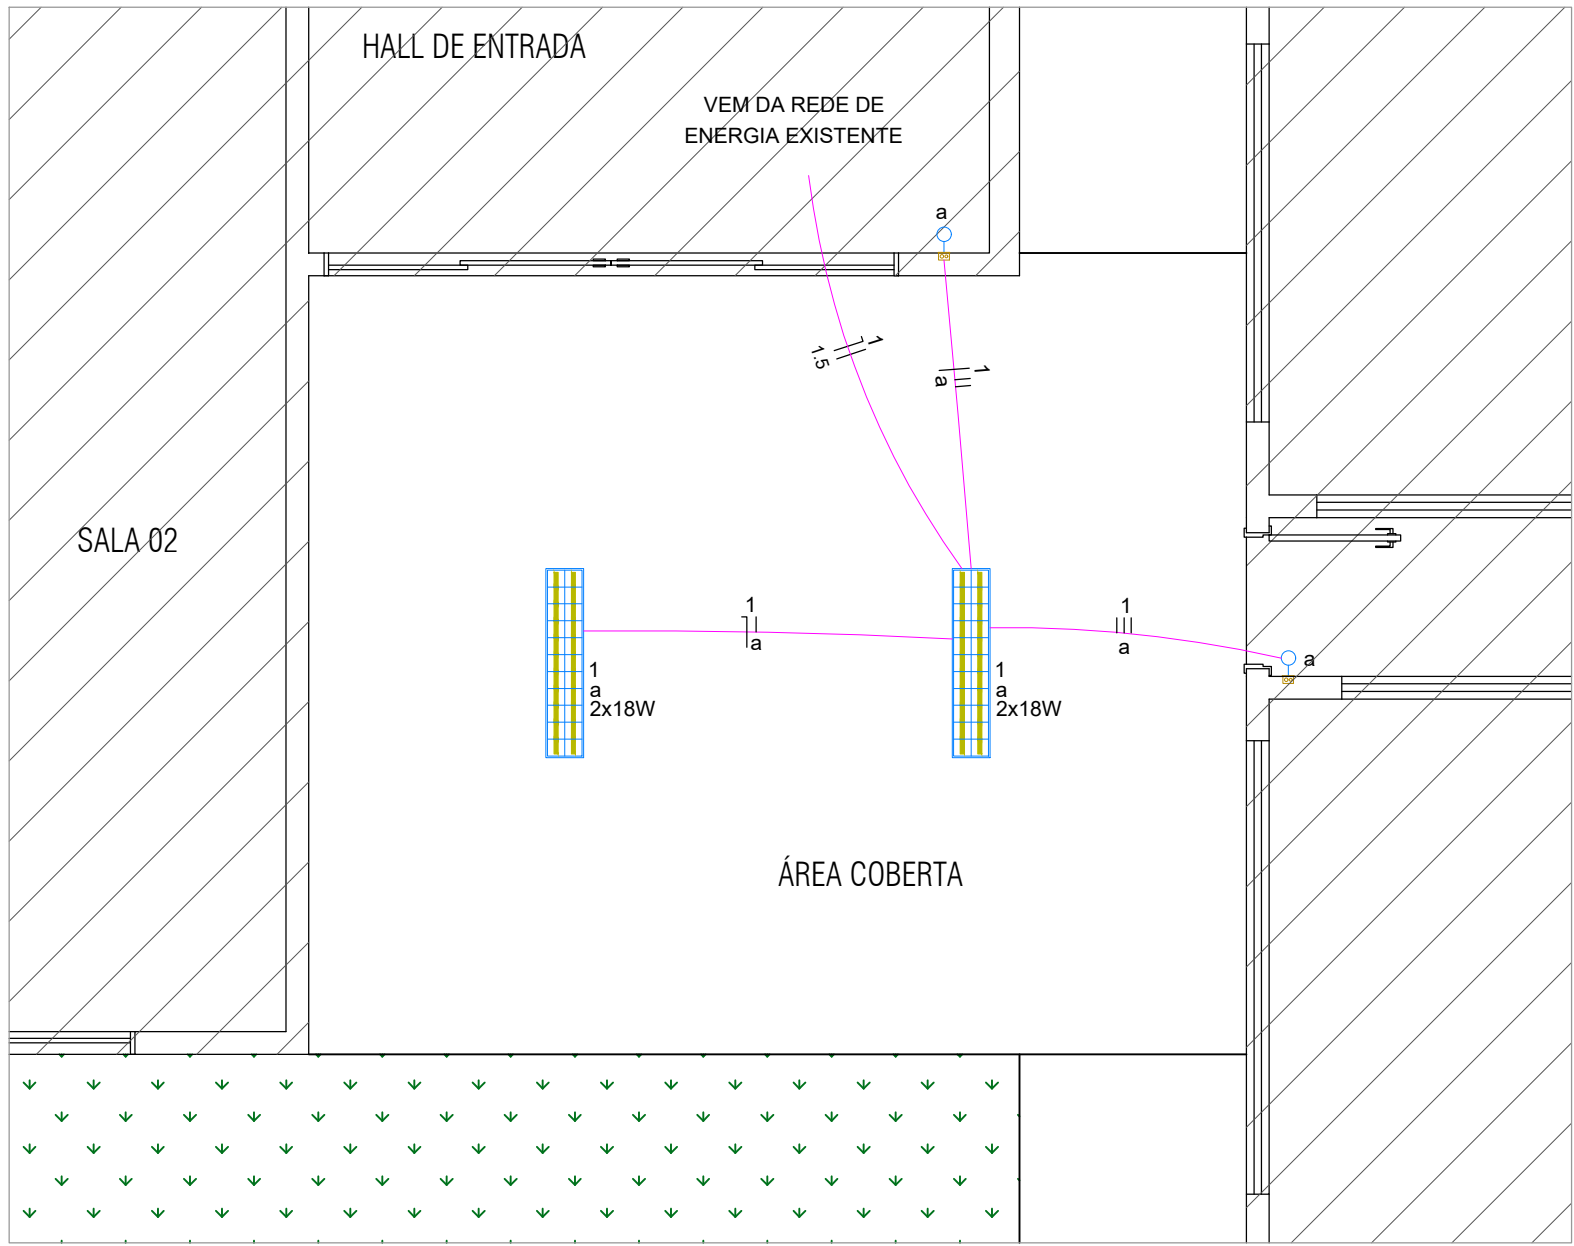 HALL DE ENTRADA
VEM DA REDE DE
ENERGIA EXISTENTE
a
1
1.5
1
a
SALA 02
1
a
1
a
a
1
a
2x18W
1
a
2x18W
ÁREA COBERTA